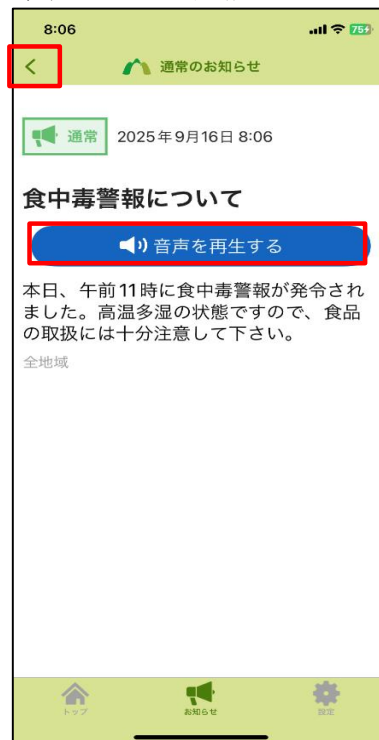 8:06
75
通常のお知らせ
通常 2025年9月16日 8:06
食中毒警報について
音声を再生する
本日、午前11時に食中毒警報が発令され
ました。高温多湿の状態ですので、食品
の取扱には十分注意して下さい。
全地域
トップ
お知らせ
設定